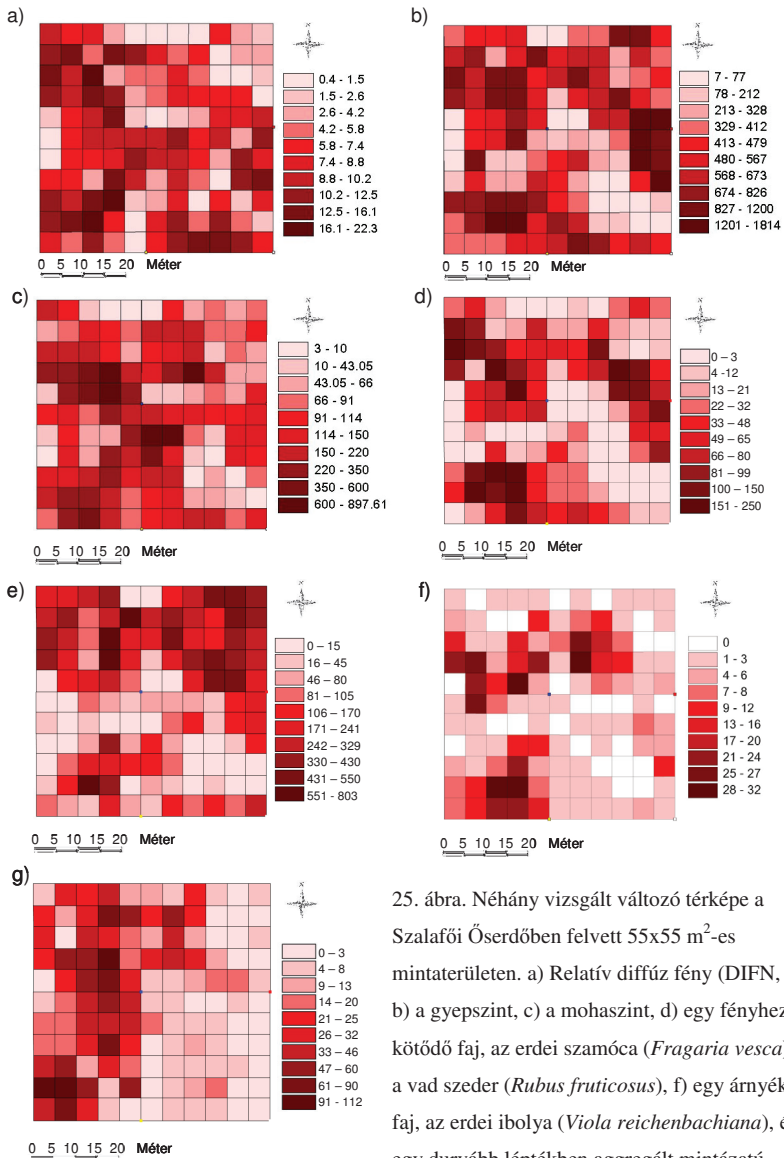 a)
0.4 - 1.5
1.5 - 2.6
2.6 - 4.2
4.2 - 5.8
5.8 - 7.4
7.4 - 8.8
8.8 - 10.2
10.2 - 12.5
12.5 - 16.1
16.1 - 22.3
0 5 10 15 20 Méter
b)
7 - 77
78 - 212
213 - 328
329 - 412
413 - 479
480 - 567
568 - 673
674 - 826
827 - 1200
1201 - 1814
0 5 10 15 20 Méter
c)
3 - 10
10 - 43.05
43.05 - 66
66 - 91
91 - 114
114 - 150
150 - 220
220 - 350
350 - 600
600 - 897.61
0 5 10 15 20 Méter
d)
0 – 3
4 -12
13 - 21
22 – 32
33 – 48
49 – 65
66 – 80
81 – 99
100 – 150
151 - 250
0 5 10 15 20 Méter
e)
0 – 15
16 – 45
46 – 80
81 – 105
106 – 170
171 – 241
242 – 329
330 – 430
431 – 550
551 - 803
0 5 10 15 20 Méter
f)
0
1 - 3
4 - 6
7 - 8
9 - 12
13 - 16
17 - 20
21 - 24
25 - 27
28 - 32
0 5 10 15 20 Méter
g)
0 – 3
4 – 8
9 – 13
14 – 20
21 – 25
26 – 32
33 – 46
47 – 60
61 – 90
91 - 112
0 5 10 15 20 Méter
25. ábra. Néhány vizsgált változó térképe a
Szalafői Őserdőben felvett 55x55 m²-es
mintaterületen. a) Relatív diffúz fény (DIFN,
b) a gyepszint, c) a mohaszint, d) egy fényhez
kötődő faj, az erdei szamóca (Fragaria vesca)
a vad szeder (Rubus fruticosus), f) egy árnyék
faj, az erdei ibolya (Viola reichenbachiana), é
egy durvább léptékben aggregált mintázatú